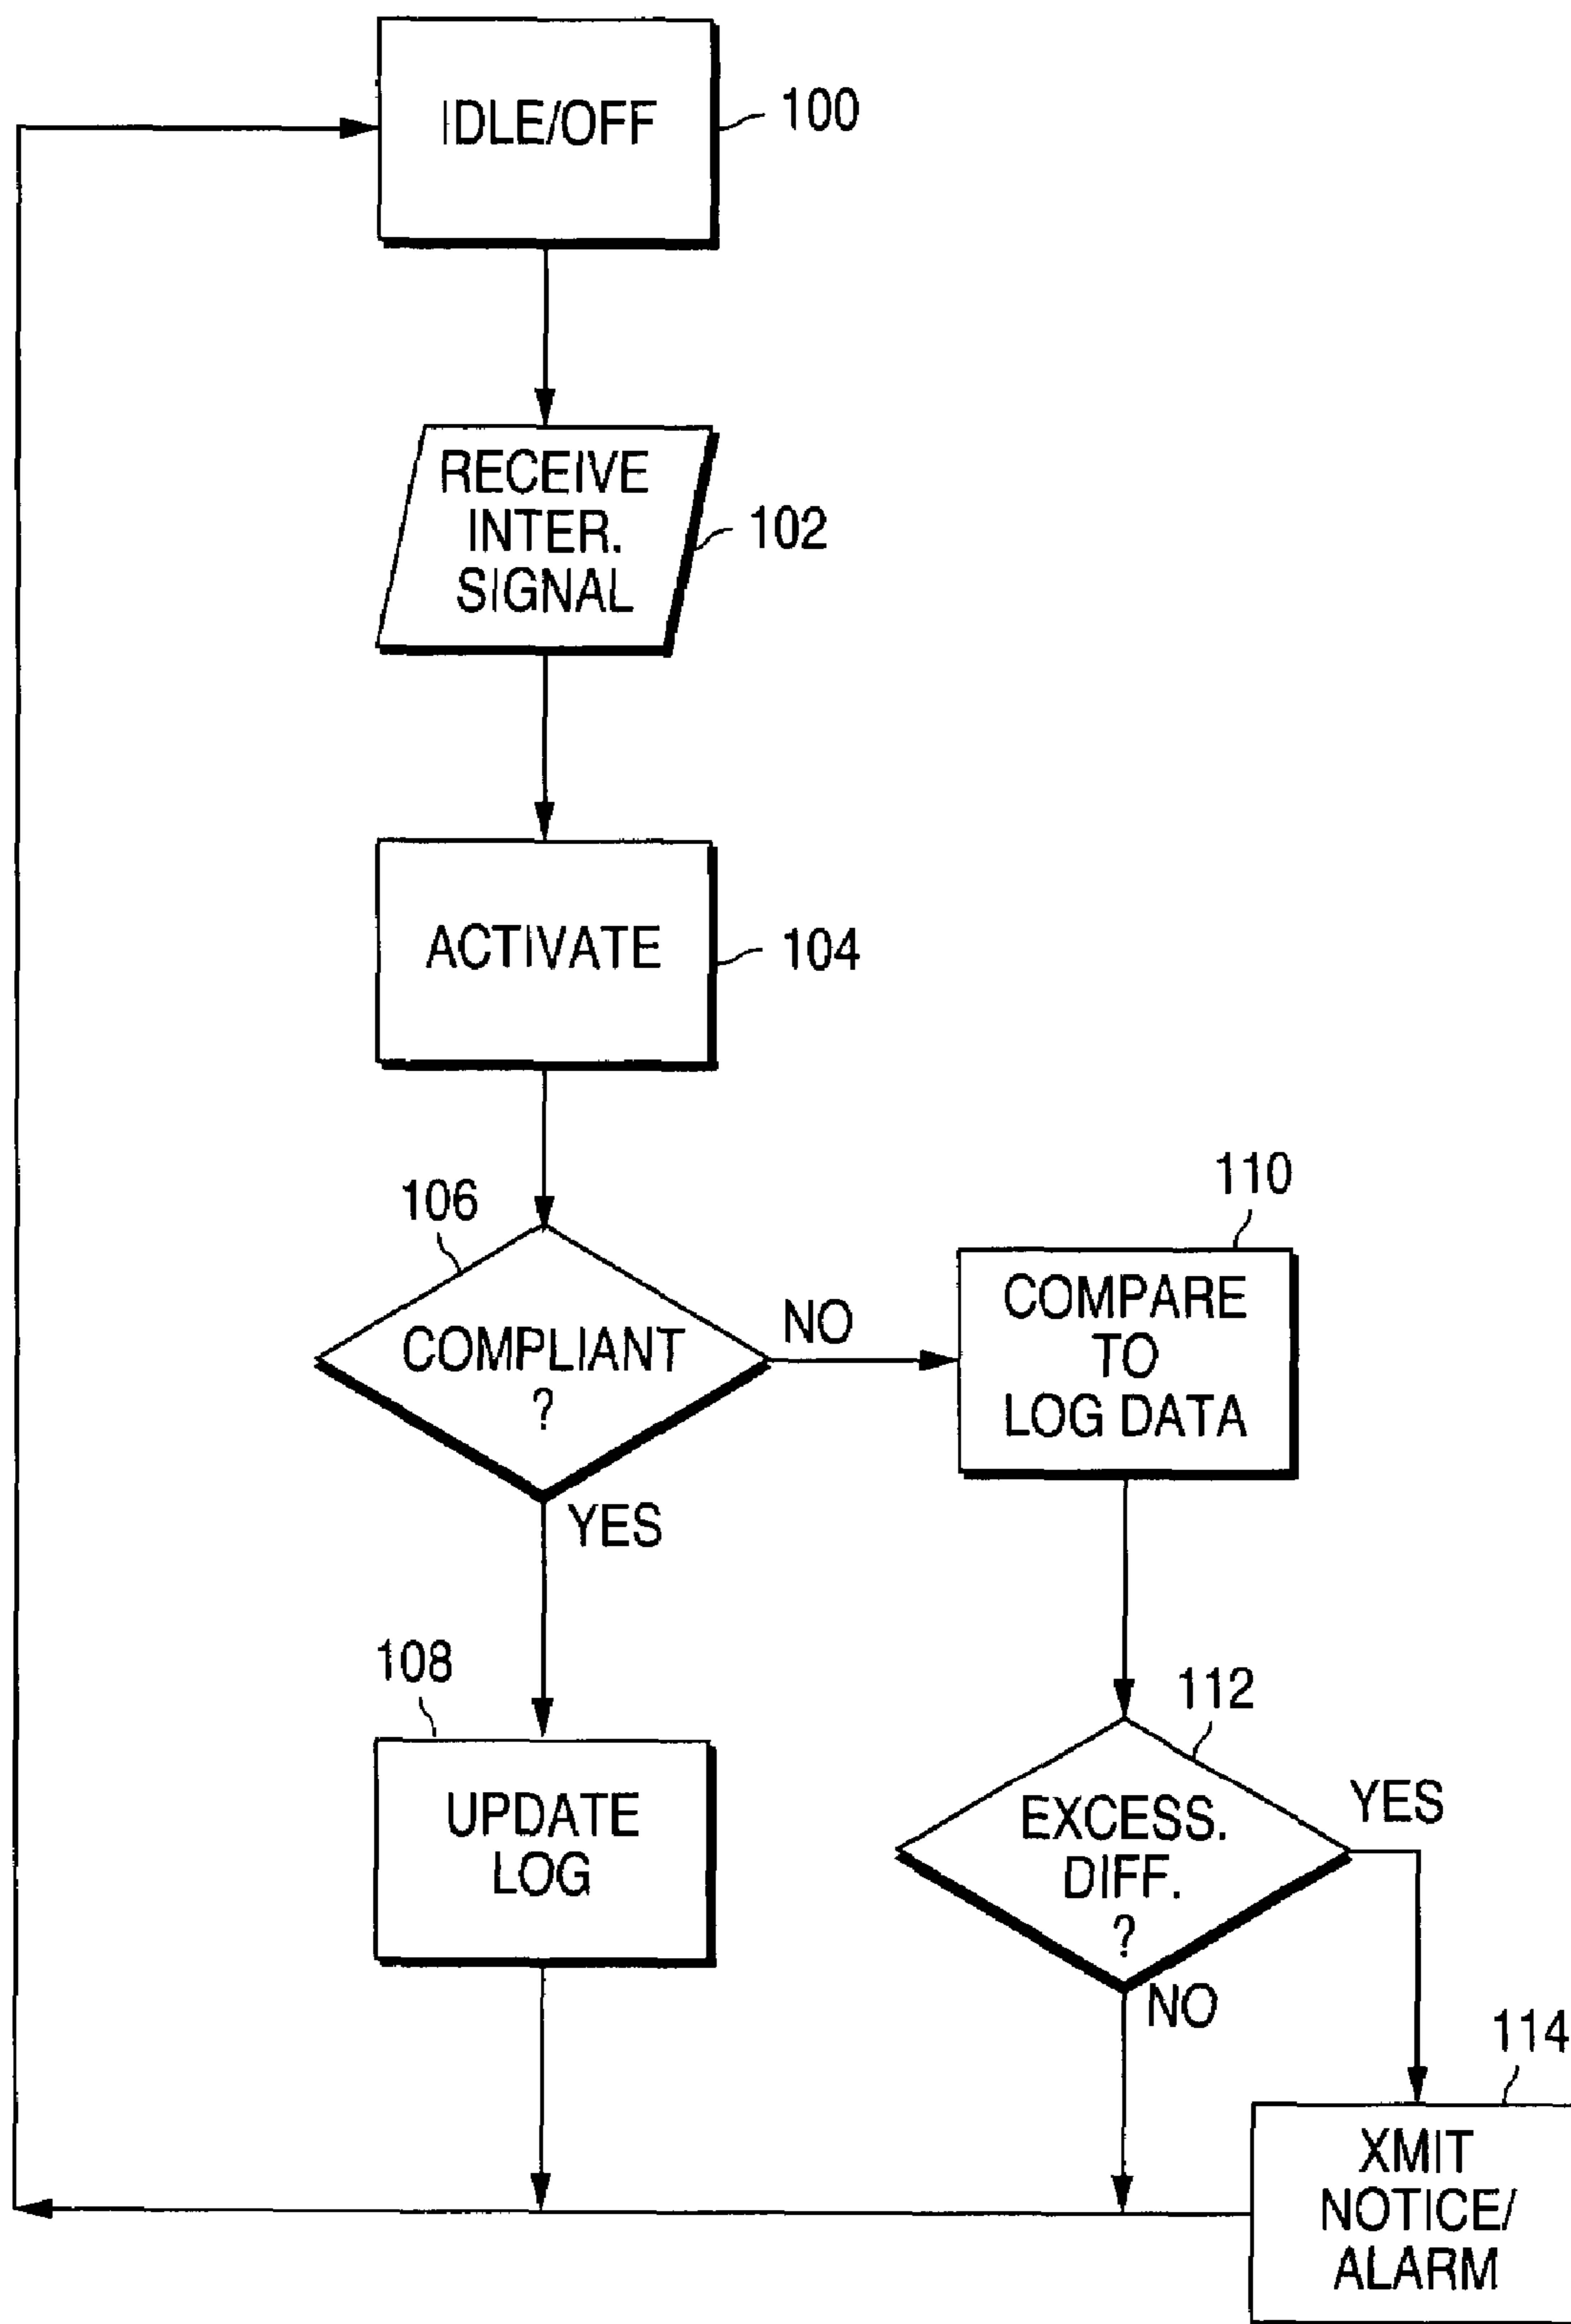 IDLE/OFF
100
RECEIVE
INTER.
SIGNAL
102
ACTIVATE
104
106
COMPLIANT
?
NO
YES
110
COMPARE
TO
LOG DATA
108
UPDATE
LOG
112
EXCESS.
DIFF.
?
YES
NO
114
XMIT
NOTICE/
ALARM